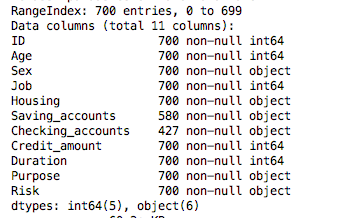 RangeIndex: 700 entries, 0 to 699
Data columns (total 11 columns):
ID 700 non-null int64
Age 700 non-null int64
Sex 700 non-null object
Job 700 non-null int64
Housing 700 non-null object
Saving_accounts 580 non-null object
Checking_accounts 427 non-null object
Credit_amount 700 non-null int64
Duration 700 non-null int64
Purpose 700 non-null object
Risk 700 non-null object
dtypes: int64(5), object(6)